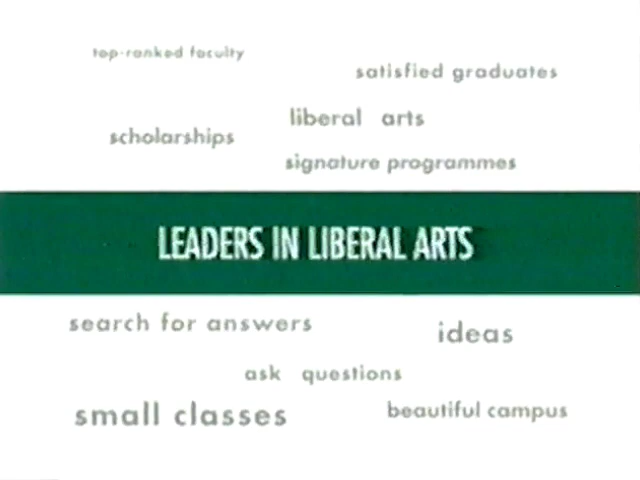 top-ranked faculty
satisfied graduates
liberal arts
scholarships
signature programmes
LEADERS IN LIBERAL ARTS
search for answers
ideas
ask questions
small classes
beautiful campus